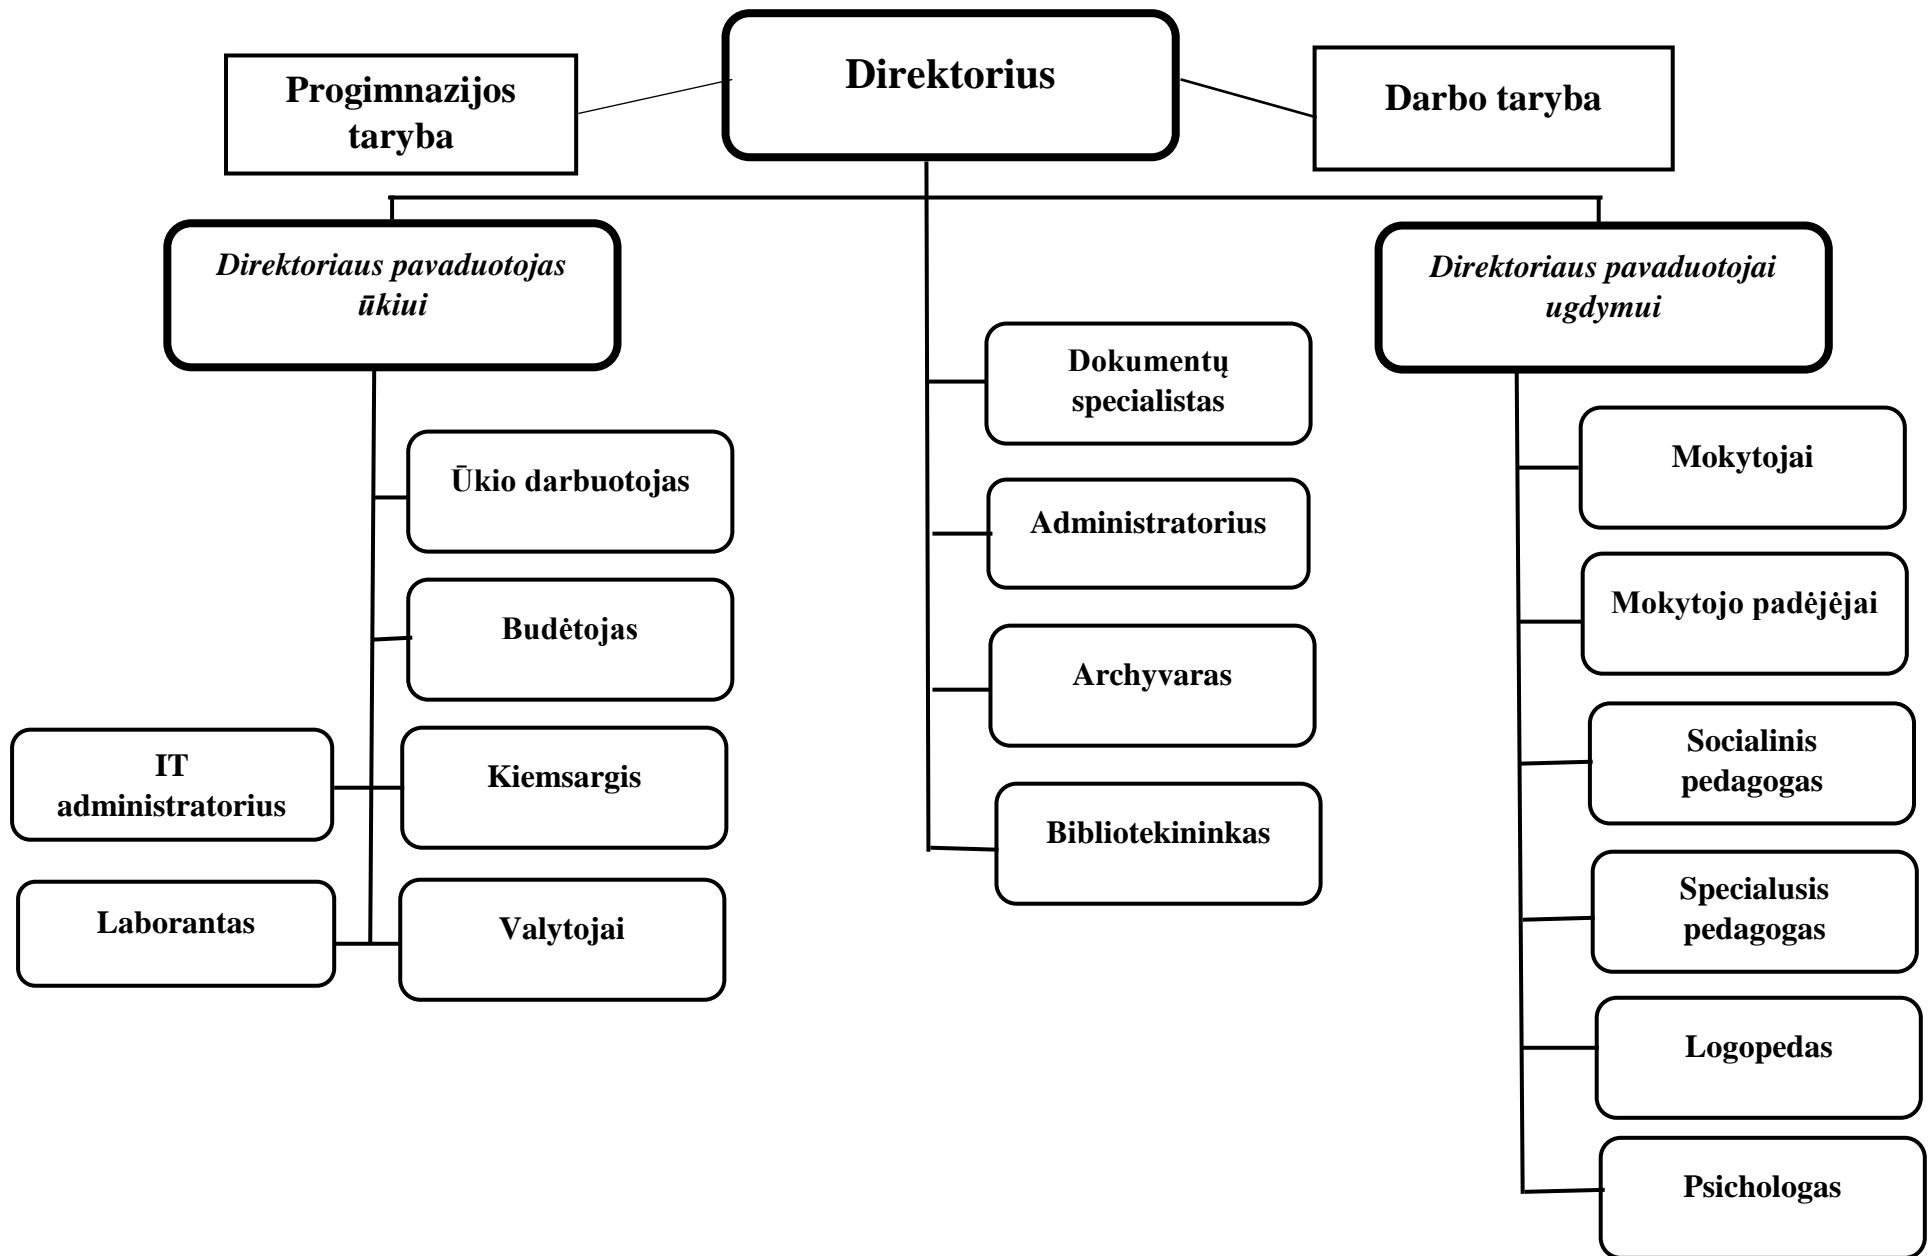 Direktorius
Progimnazijos
taryba
Darbo taryba
Direktoriaus pavaduotojas
ūkiui
Direktoriaus pavaduotojai
ugdymui
Ūkio darbuotojas
Budėtojas
IT
administratorius
Kiemsargis
Laborantas
Valytojai
Dokumentų
specialistas
Administratorius
Archyvaras
Bibliotekininkas
Mokytojai
Mokytojo padėjėjai
Socialinis
pedagogas
Specialusis
pedagogas
Logopedas
Psichologas